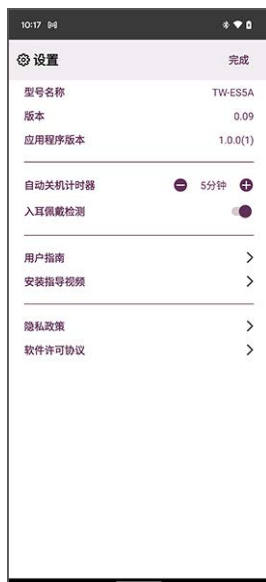 10:17
设置 完成
型号名称 TW-ES5A
版本 0.09
应用程序版本 1.0.0(1)
自动关机计时器 5分钟
入耳佩戴检测
用户指南
安装指导视频
隐私政策
软件许可协议